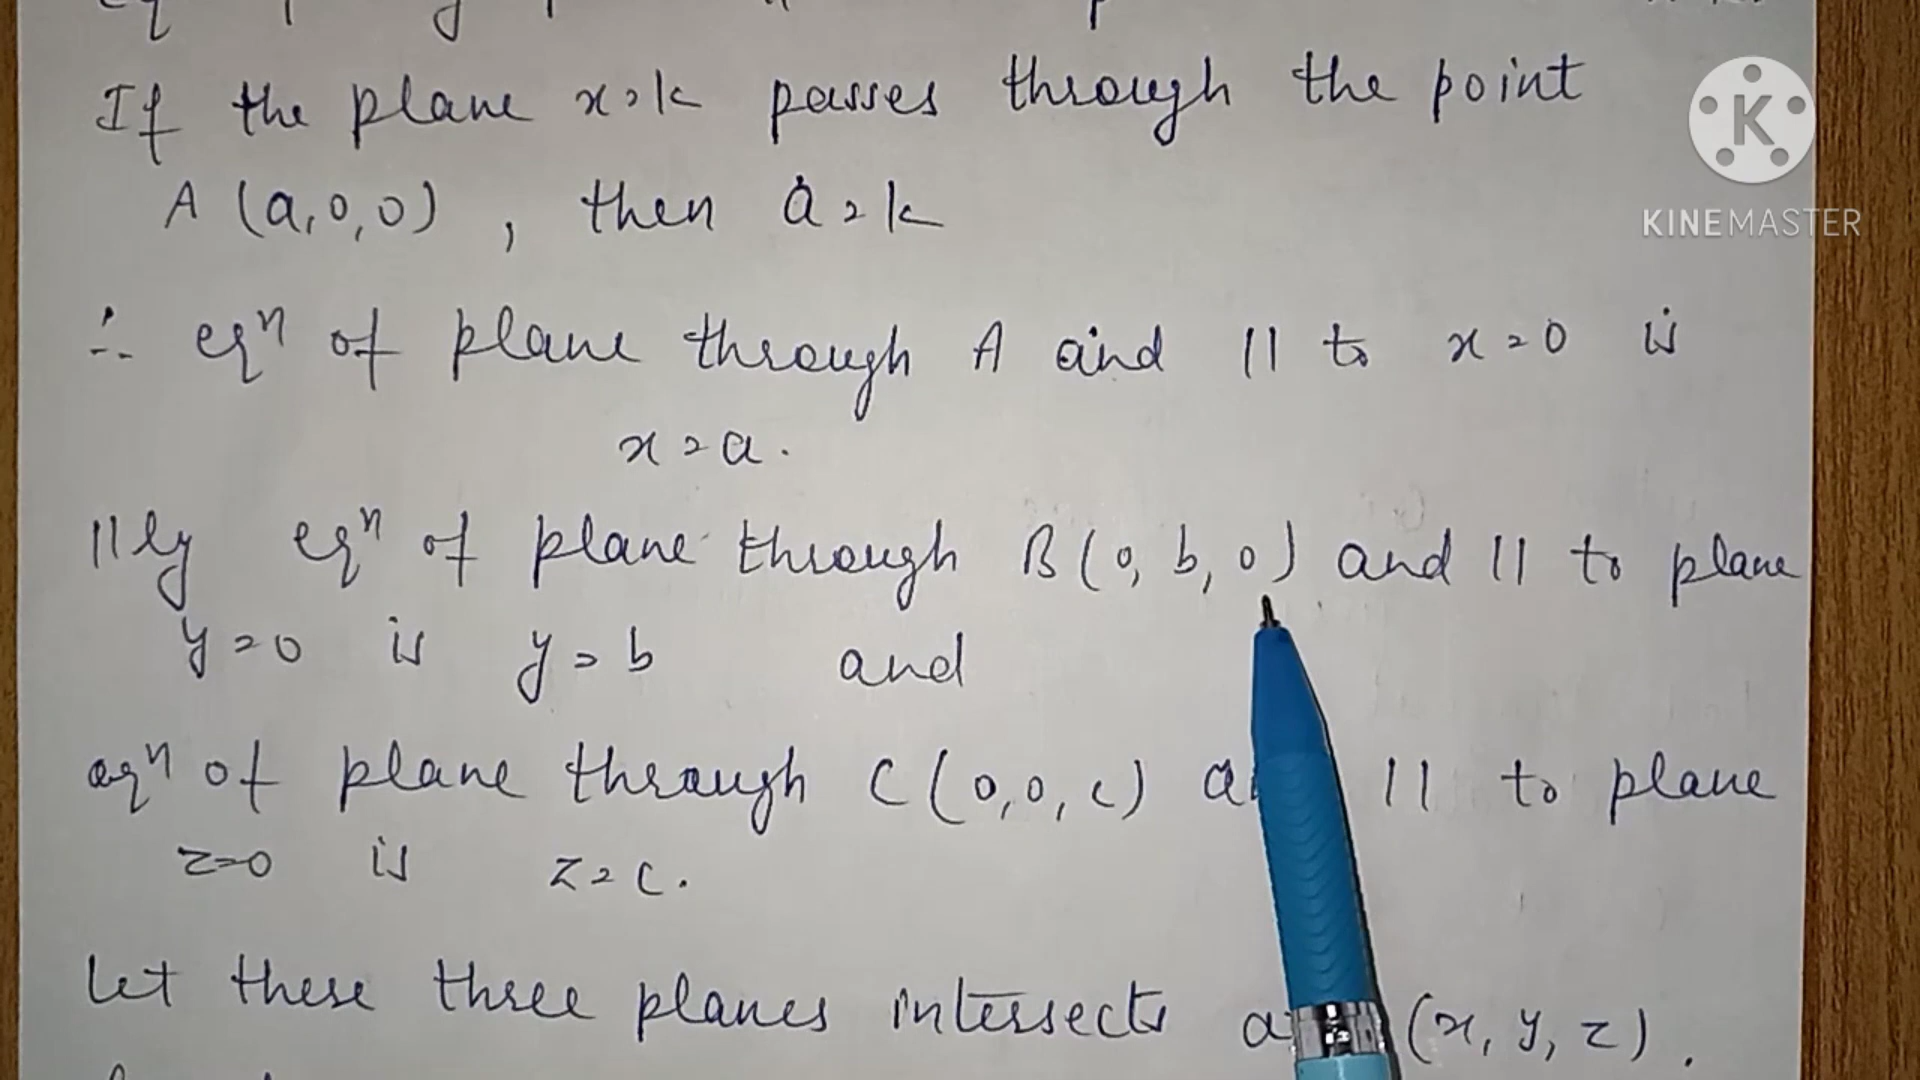 If the plane x=k passes through the point
A (a,0,0) , then a=k
∴ eqⁿ of plane through A and || to x=0 is
x=a.
||ly eqⁿ of plane through B(0, b, 0) and || to plane
y=0 is y=b and
eqⁿ of plane through C(0,0,c) || to plane
z=0 is z=c.
Let these three planes intersects (x, y, z).
KINEMASTER